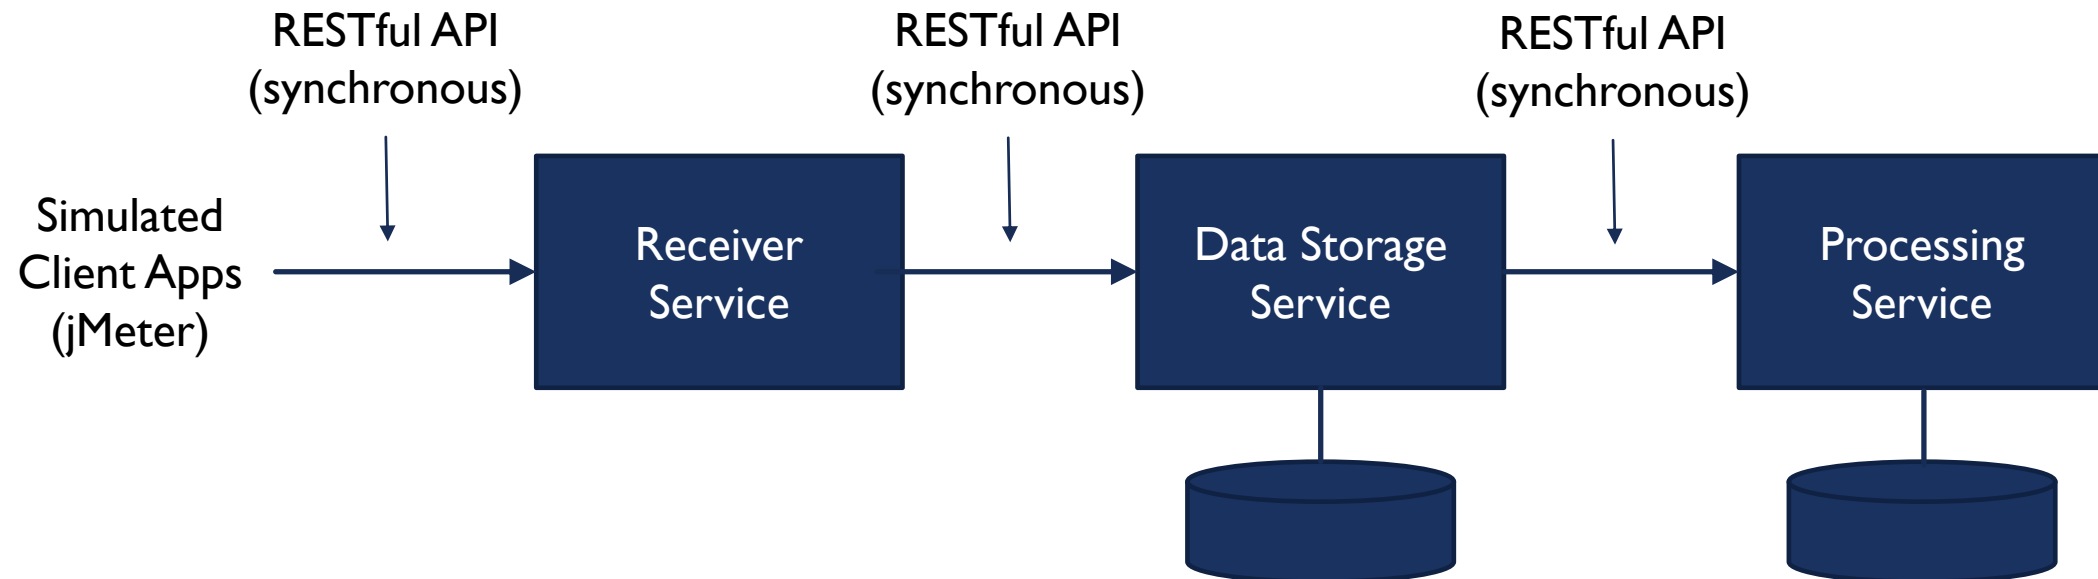 RESTful API
(synchronous)
RESTful API
(synchronous)
RESTful API
(synchronous)
Simulated
Client Apps
(jMeter)
Receiver
Service
Data Storage
Service
Processing
Service